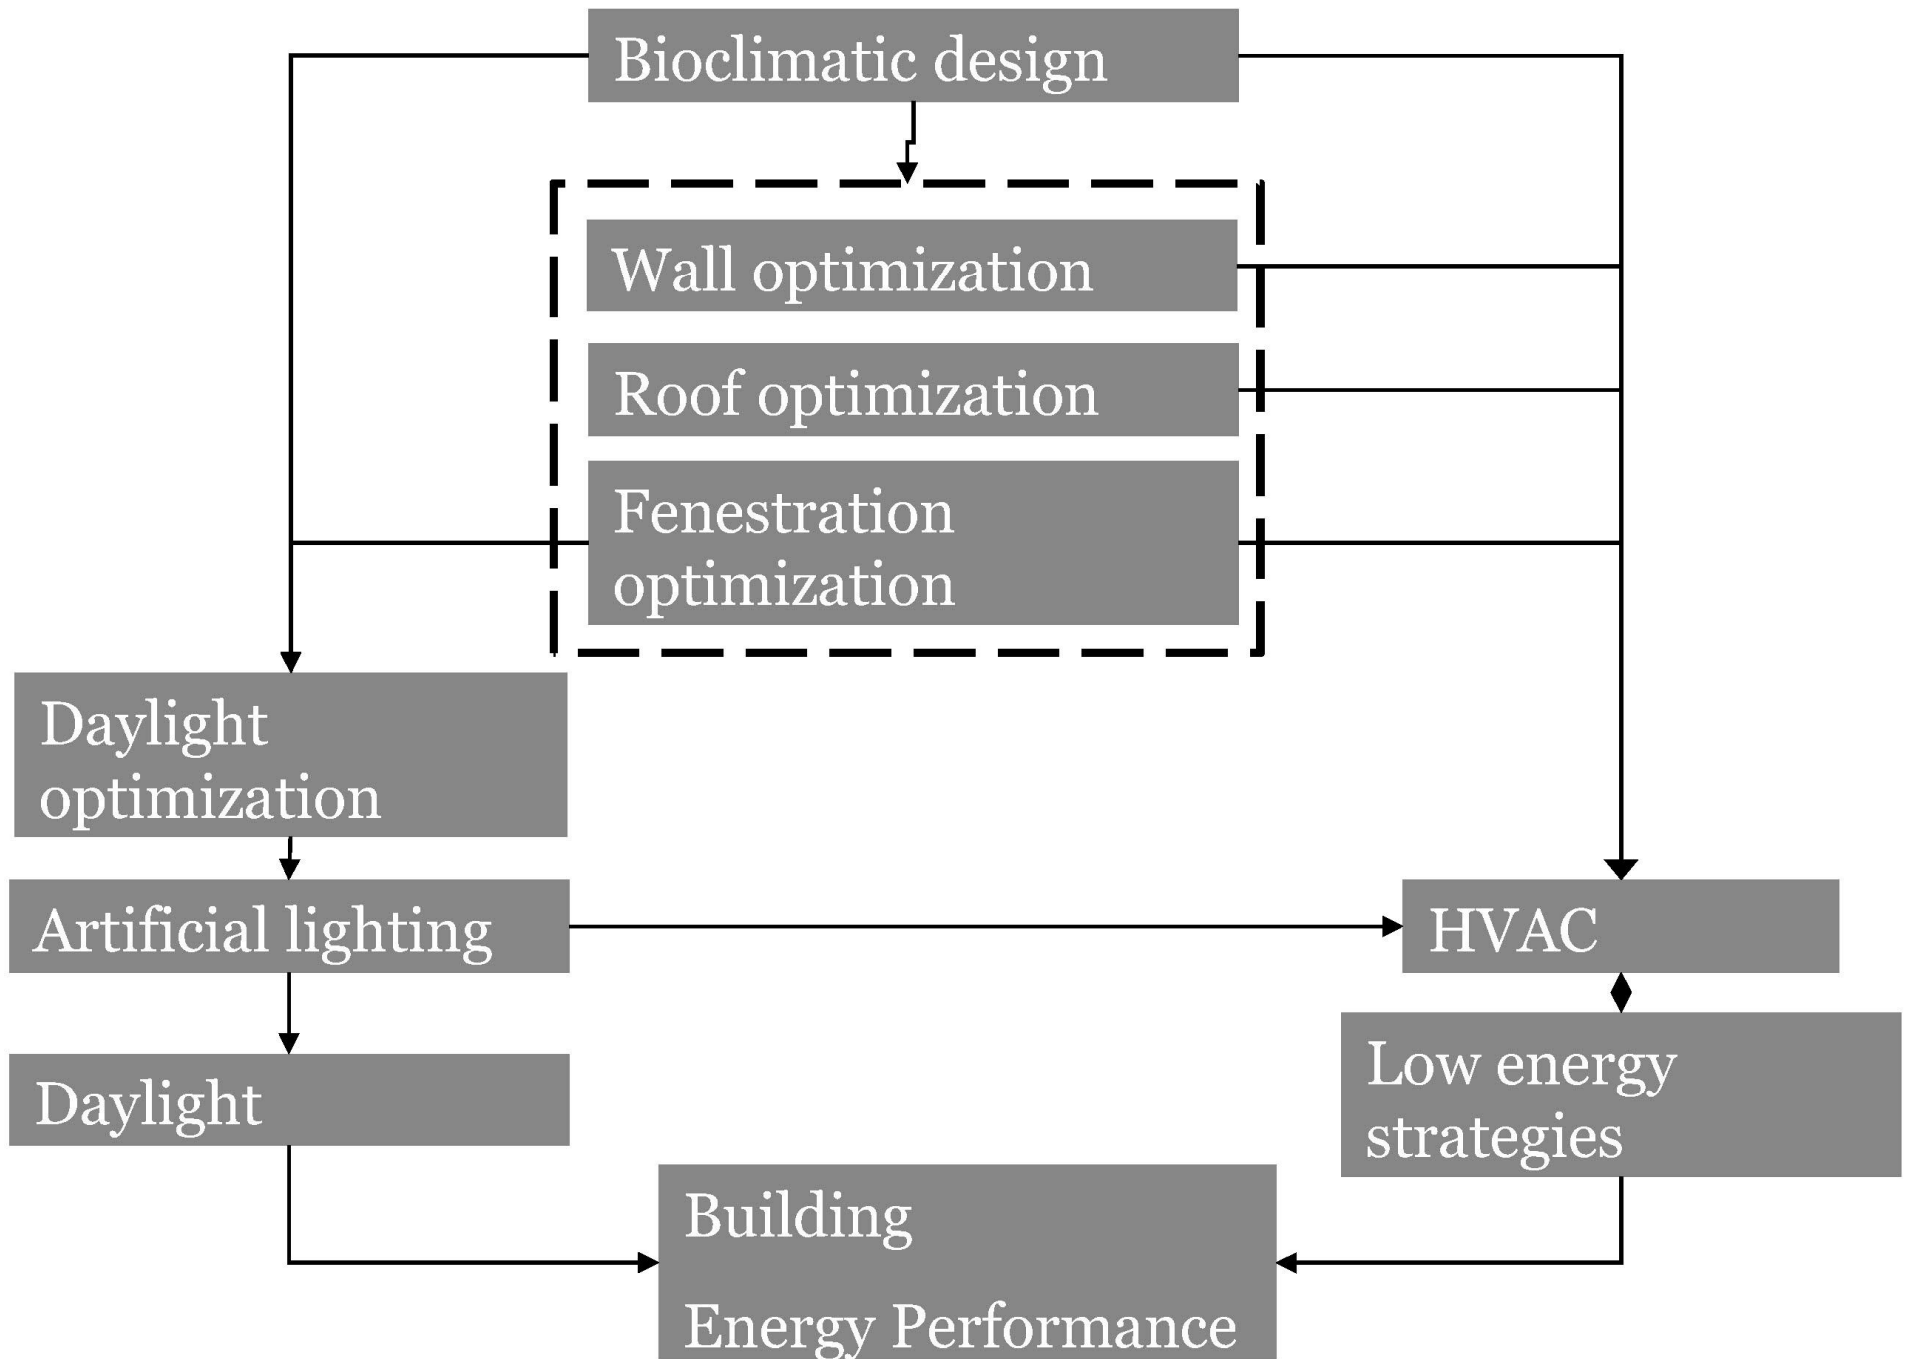 Bioclimatic design
Wall optimization
Roof optimization
Fenestration
optimization
Daylight
optimization
Artificial lighting
HVAC
Daylight
Low energy
strategies
Building
Energy Performance